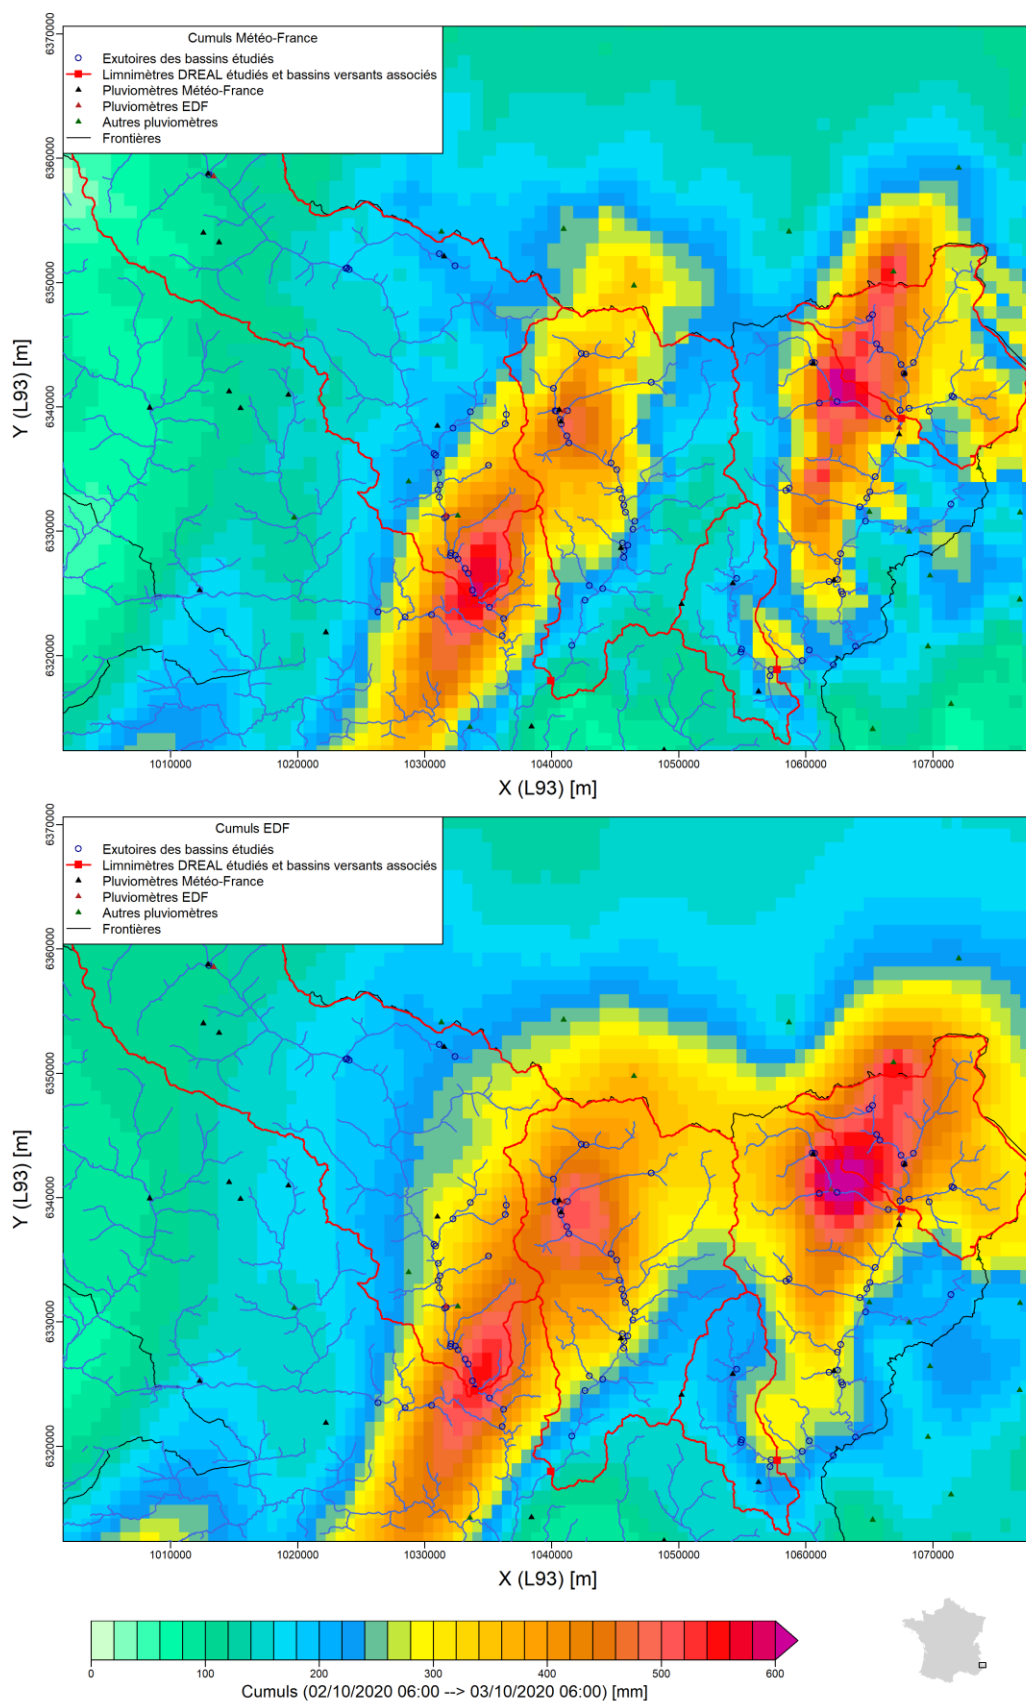 Cumuls Météo-France
Exutoires des bassins étudiés
Limnimètres DREAL étudiés et bassins versants associés
Pluviomètres Météo-France
Pluviomètres EDF
Autres pluviomètres
Frontières
6370000
6360000
6350000
6340000
6330000
6320000
Y (L93) [m]
1010000 1020000 1030000 1040000 1050000 1060000 1070000
X (L93) [m]
Cumuls EDF
Exutoires des bassins étudiés
Limnimètres DREAL étudiés et bassins versants associés
Pluviomètres Météo-France
Pluviomètres EDF
Autres pluviomètres
Frontières
6370000
6360000
6350000
6340000
6330000
6320000
Y (L93) [m]
1010000 1020000 1030000 1040000 1050000 1060000 1070000
X (L93) [m]
0 100 200 300 400 500 600
Cumuls (02/10/2020 06:00 --> 03/10/2020 06:00) [mm]